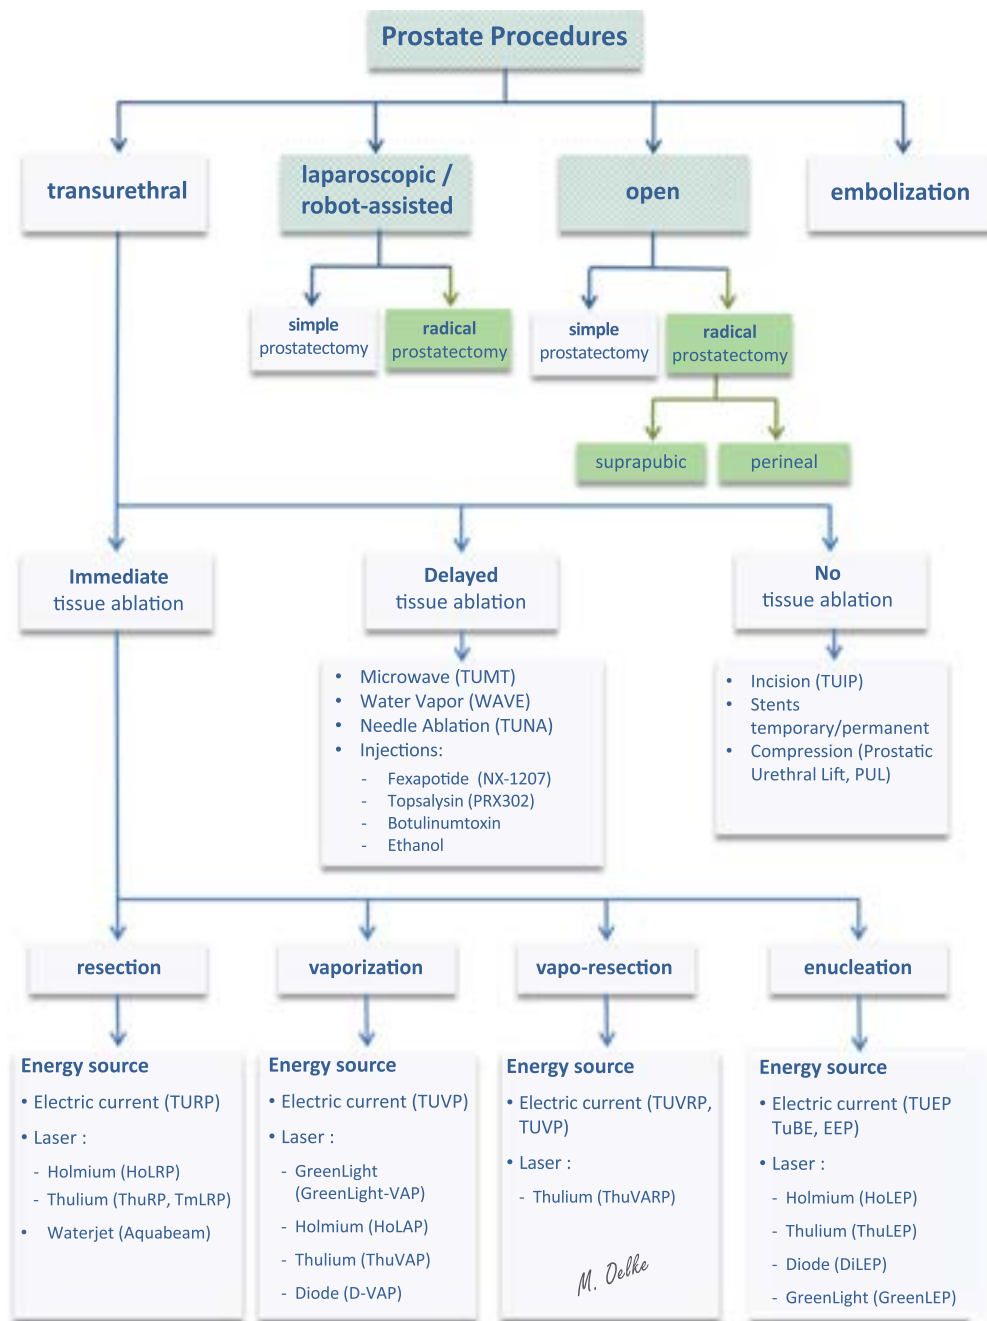 Prostate Procedures
transurethral
laparoscopic /
robot-assisted
open
embolization
simple
prostatectomy
radical
prostatectomy
simple
prostatectomy
radical
prostatectomy
suprapubic
perineal
Immediate
tissue ablation
Delayed
tissue ablation
No
tissue ablation
• Microwave (TUMT)
• Water Vapor (WAVE)
• Needle Ablation (TUNA)
• Injections:
- Fexapotide (NX-1207)
- Topsalysin (PRX302)
- Botulinumtoxin
- Ethanol
• Incision (TUIP)
• Stents
temporary/permanent
• Compression (Prostatic
Urethral Lift, PUL)
resection
vaporization
vapo-resection
enucleation
Energy source
• Electric current (TURP)
• Laser :
- Holmium (HoLRP)
- Thulium (ThuRP, TmLRP)
• Waterjet (Aquabeam)
Energy source
• Electric current (TUVP)
• Laser :
- GreenLight
(GreenLight-VAP)
- Holmium (HoLAP)
- Thulium (ThuVAP)
- Diode (D-VAP)
Energy source
• Electric current (TUVRP,
TUVP)
• Laser :
- Thulium (ThuVARP)
M. Oelke
Energy source
• Electric current (TUEP
TuBE, EEP)
• Laser :
- Holmium (HoLEP)
- Thulium (ThuLEP)
- Diode (DiLEP)
- GreenLight (GreenLEP)